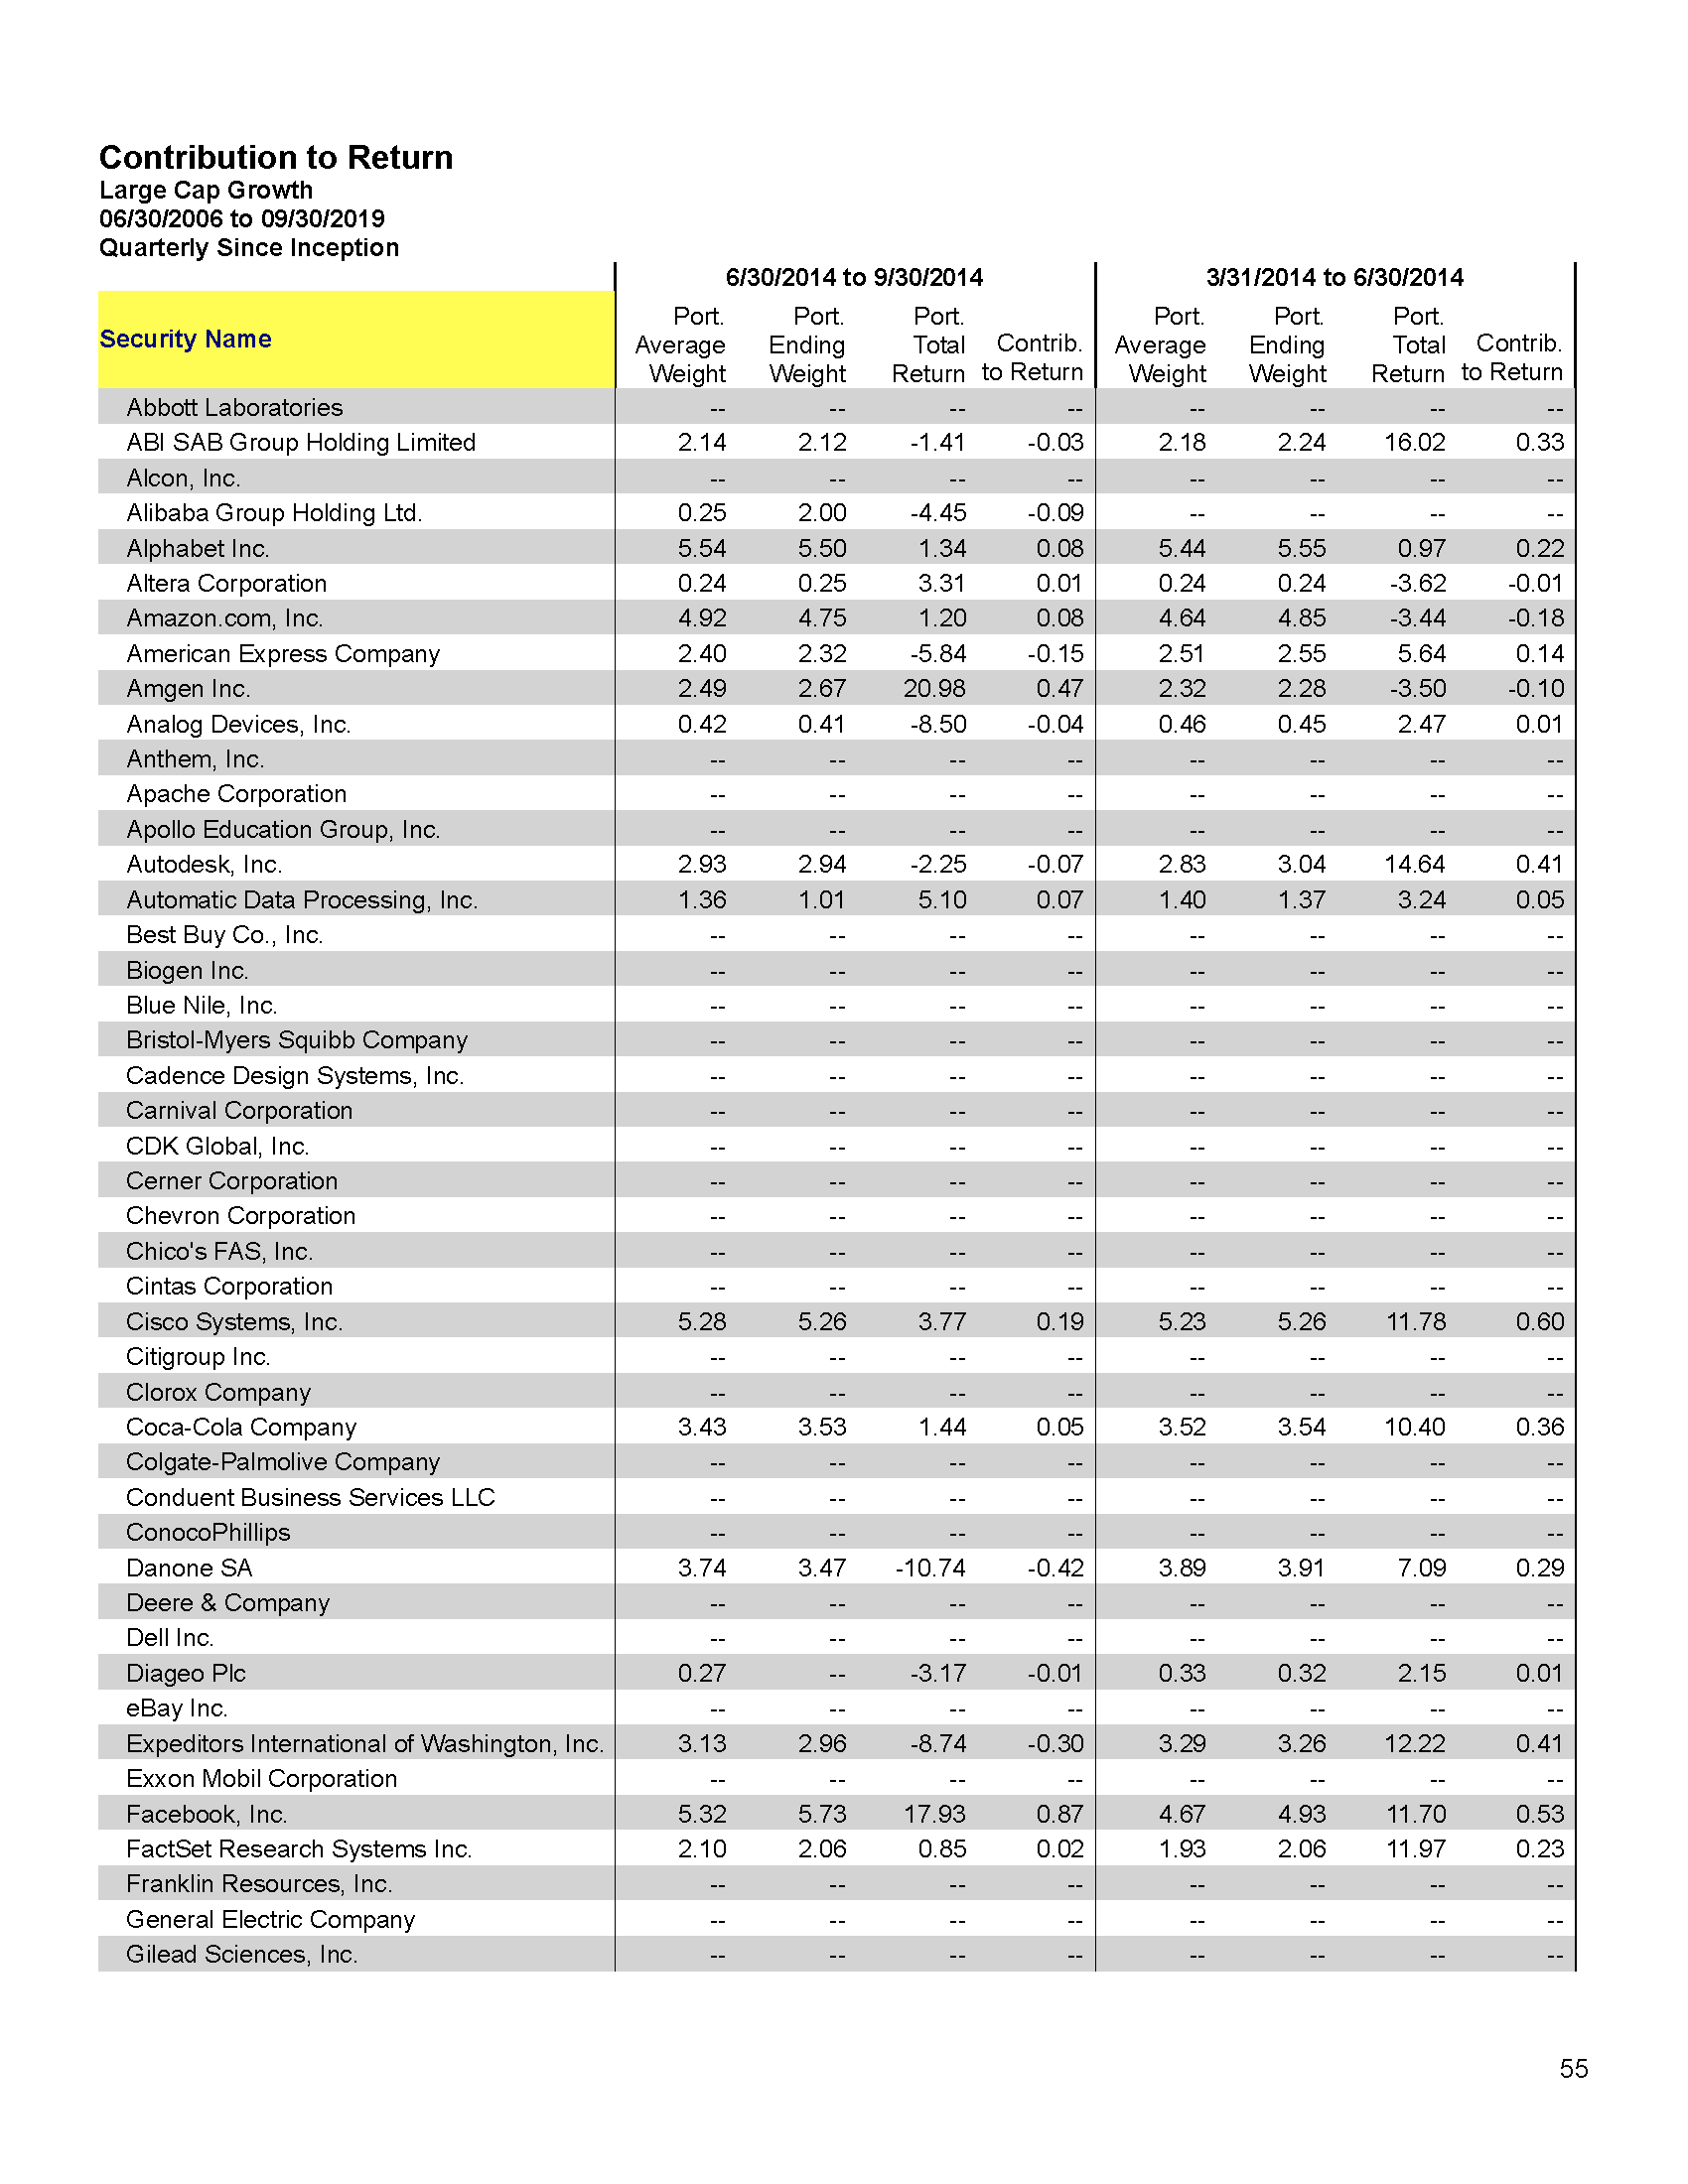 Contribution to Return
Large Cap Growth
06/30/2006 to 09/30/2019
Quarterly Since Inception
6/30/2014 to 9/30/2014 3/31/2014 to 6/30/2014
Security Name Port. Average Weight Port. Ending Weight Port. Total Return Contrib. to Return Port. Average Weight Port. Ending Weight Port. Total Return Contrib. to Return
Abbott Laboratories -- -- -- -- -- -- -- --
ABI SAB Group Holding Limited 2.14 2.12 -1.41 -0.03 2.18 2.24 16.02 0.33
Alcon, Inc. -- -- -- -- -- -- -- --
Alibaba Group Holding Ltd. 0.25 2.00 -4.45 -0.09 -- -- -- --
Alphabet Inc. 5.54 5.50 1.34 0.08 5.44 5.55 0.97 0.22
Altera Corporation 0.24 0.25 3.31 0.01 0.24 0.24 -3.62 -0.01
Amazon.com, Inc. 4.92 4.75 1.20 0.08 4.64 4.85 -3.44 -0.18
American Express Company 2.40 2.32 -5.84 -0.15 2.51 2.55 5.64 0.14
Amgen Inc. 2.49 2.67 20.98 0.47 2.32 2.28 -3.50 -0.10
Analog Devices, Inc. 0.42 0.41 -8.50 -0.04 0.46 0.45 2.47 0.01
Anthem, Inc. -- -- -- -- -- -- -- --
Apache Corporation -- -- -- -- -- -- -- --
Apollo Education Group, Inc. -- -- -- -- -- -- -- --
Autodesk, Inc. 2.93 2.94 -2.25 -0.07 2.83 3.04 14.64 0.41
Automatic Data Processing, Inc. 1.36 1.01 5.10 0.07 1.40 1.37 3.24 0.05
Best Buy Co., Inc. -- -- -- -- -- -- -- --
Biogen Inc. -- -- -- -- -- -- -- --
Blue Nile, Inc. -- -- -- -- -- -- -- --
Bristol-Myers Squibb Company -- -- -- -- -- -- -- --
Cadence Design Systems, Inc. -- -- -- -- -- -- -- --
Carnival Corporation -- -- -- -- -- -- -- --
CDK Global, Inc. -- -- -- -- -- -- -- --
Cerner Corporation -- -- -- -- -- -- -- --
Chevron Corporation -- -- -- -- -- -- -- --
Chico's FAS, Inc. -- -- -- -- -- -- -- --
Cintas Corporation -- -- -- -- -- -- -- --
Cisco Systems, Inc. 5.28 5.26 3.77 0.19 5.23 5.26 11.78 0.60
Citigroup Inc. -- -- -- -- -- -- -- --
Clorox Company -- -- -- -- -- -- -- --
Coca-Cola Company 3.43 3.53 1.44 0.05 3.52 3.54 10.40 0.36
Colgate-Palmolive Company -- -- -- -- -- -- -- --
Conduent Business Services LLC -- -- -- -- -- -- -- --
ConocoPhillips -- -- -- -- -- -- -- --
Danone SA 3.74 3.47 -10.74 -0.42 3.89 3.91 7.09 0.29
Deere & Company -- -- -- -- -- -- -- --
Dell Inc. -- -- -- -- -- -- -- --
Diageo Plc 0.27 -- -3.17 -0.01 0.33 0.32 2.15 0.01
eBay Inc. -- -- -- -- -- -- -- --
Expeditors International of Washington, Inc. 3.13 2.96 -8.74 -0.30 3.29 3.26 12.22 0.41
Exxon Mobil Corporation -- -- -- -- -- -- -- --
Facebook, Inc. 5.32 5.73 17.93 0.87 4.67 4.93 11.70 0.53
FactSet Research Systems Inc. 2.10 2.06 0.85 0.02 1.93 2.06 11.97 0.23
Franklin Resources, Inc. -- -- -- -- -- -- -- --
General Electric Company -- -- -- -- -- -- -- --
Gilead Sciences, Inc. -- -- -- -- -- -- -- --
55